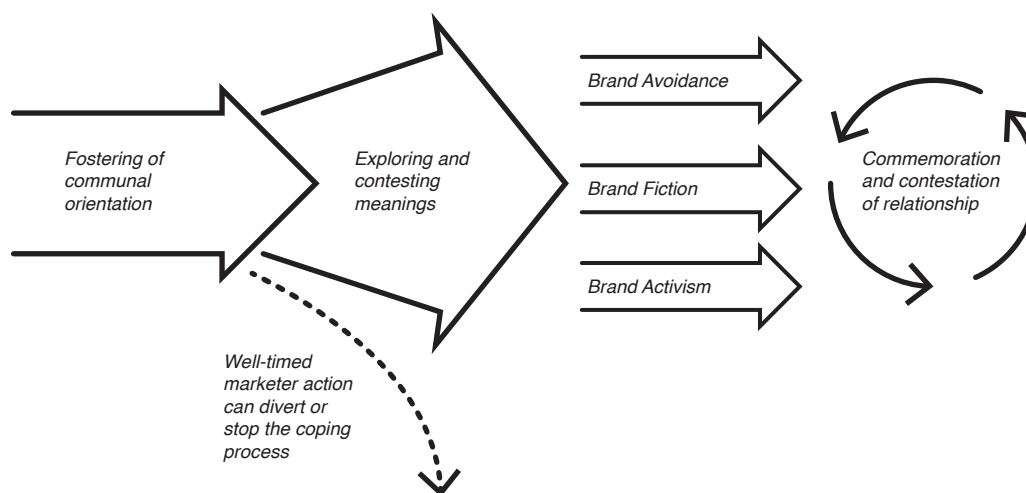 Fostering of
communal
orientation
Exploring and
contesting
meanings
Brand Avoidance
Brand Fiction
Brand Activism
Commemoration
and contestation
of relationship
Well-timed
marketer action
can divert or
stop the coping
process